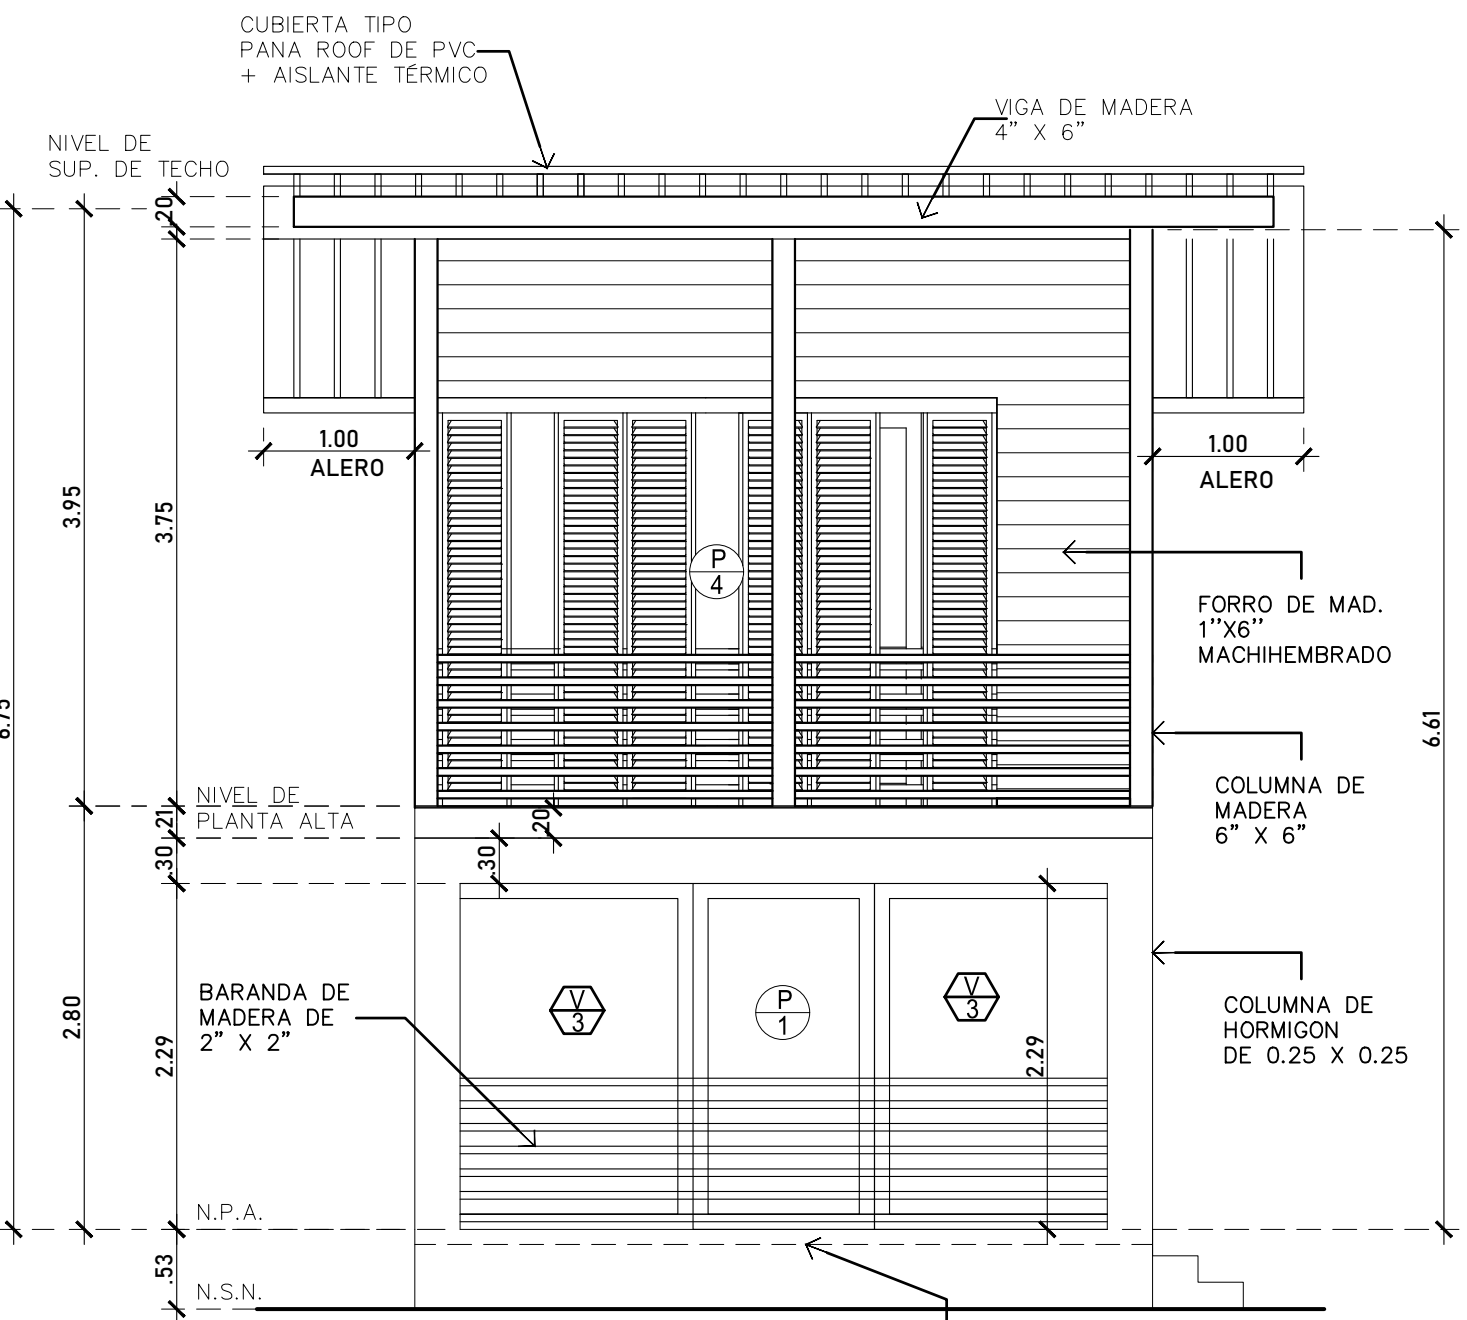 CUBIERTA TIPO
PANA ROOF DE PVC
+ AISLANTE TÉRMICO
VIGA DE MADERA
4” X 6”
NIVEL DE
SUP. DE TECHO
.20
1.00
ALERO
1.00
ALERO
3.95
3.75
P
4
FORRO DE MAD.
1’’X6’’
MACHIHEMBRADO
6.75
6.61
COLUMNA DE
MADERA
6” X 6”
NIVEL DE
PLANTA ALTA
.21
.20
.30
.30
BARANDA DE
MADERA DE
2” X 2”
2.80
2.29
V
3
P
1
V
3
2.29
COLUMNA DE
HORMIGON
DE 0.25 X 0.25
N.P.A.
.53
N.S.N.